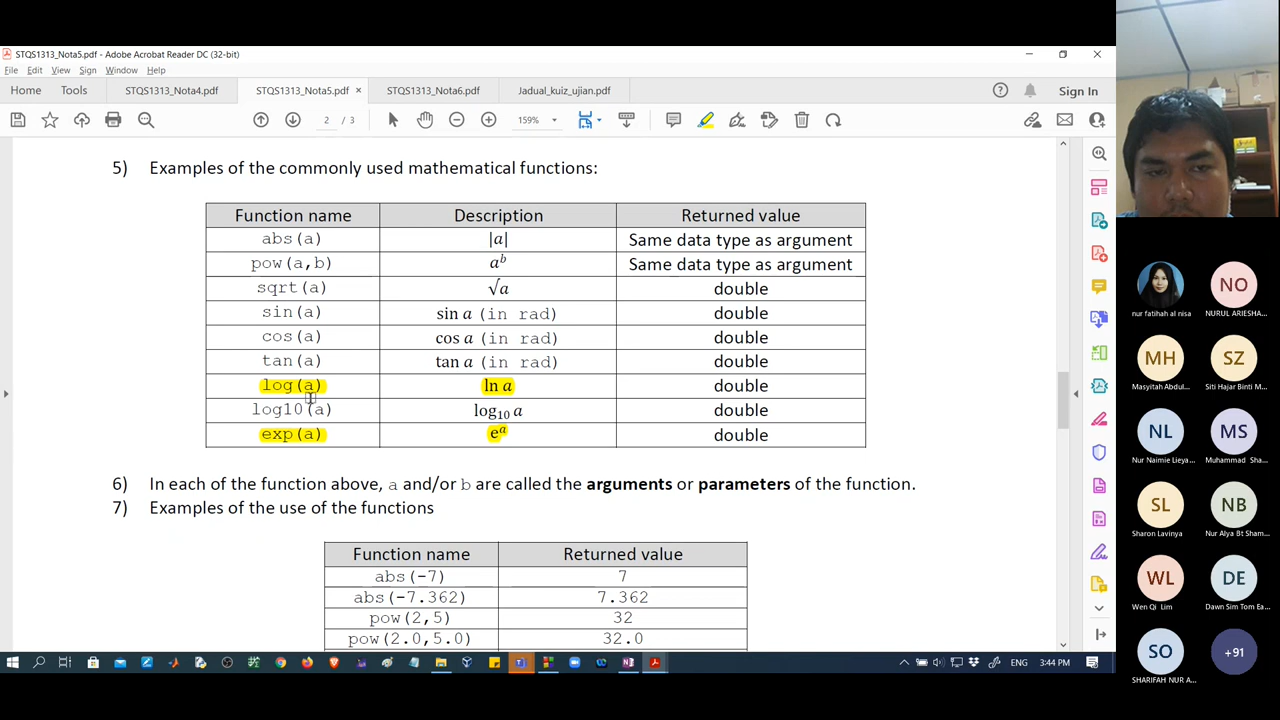 STQS1313_Nota5.pdf - Adobe Acrobat Reader DC (32-bit)
File Edit View Sign Window Help
Home Tools STQS1313_Nota4.pdf STQS1313_Nota5.pdf × STQS1313_Nota6.pdf Jadual_kuiz_ujian.pdf Sign In
2 / 3 159%
5) Examples of the commonly used mathematical functions:
Function name Description Returned value
abs(a) |a| Same data type as argument
pow(a,b) aᵇ Same data type as argument
sqrt(a) √a double
sin(a) sin a (in rad) double
cos(a) cos a (in rad) double
tan(a) tan a (in rad) double
log(a) ln a double
log10(a) log₁₀ a double
exp(a) eᵃ double
6) In each of the function above, a and/or b are called the arguments or parameters of the function.
7) Examples of the use of the functions
Function name Returned value
abs(-7) 7
abs(-7.362) 7.362
pow(2,5) 32
pow(2.0,5.0) 32.0
ENG 3:44 PM
nur fatihah al nisa
NO
NURUL ARIESHA...
MH
Masyitah Abdul...
SZ
Siti Hajar Binti M...
NL
Nur Naimie Lieya...
MS
Muhammad Sha...
SL
Sharon Lavinya
NB
Nur Alya Bt Sham...
WL
Wen Qi Lim
DE
Dawn Sim Tom Ea...
SO
SHARIFAH NUR A...
+91